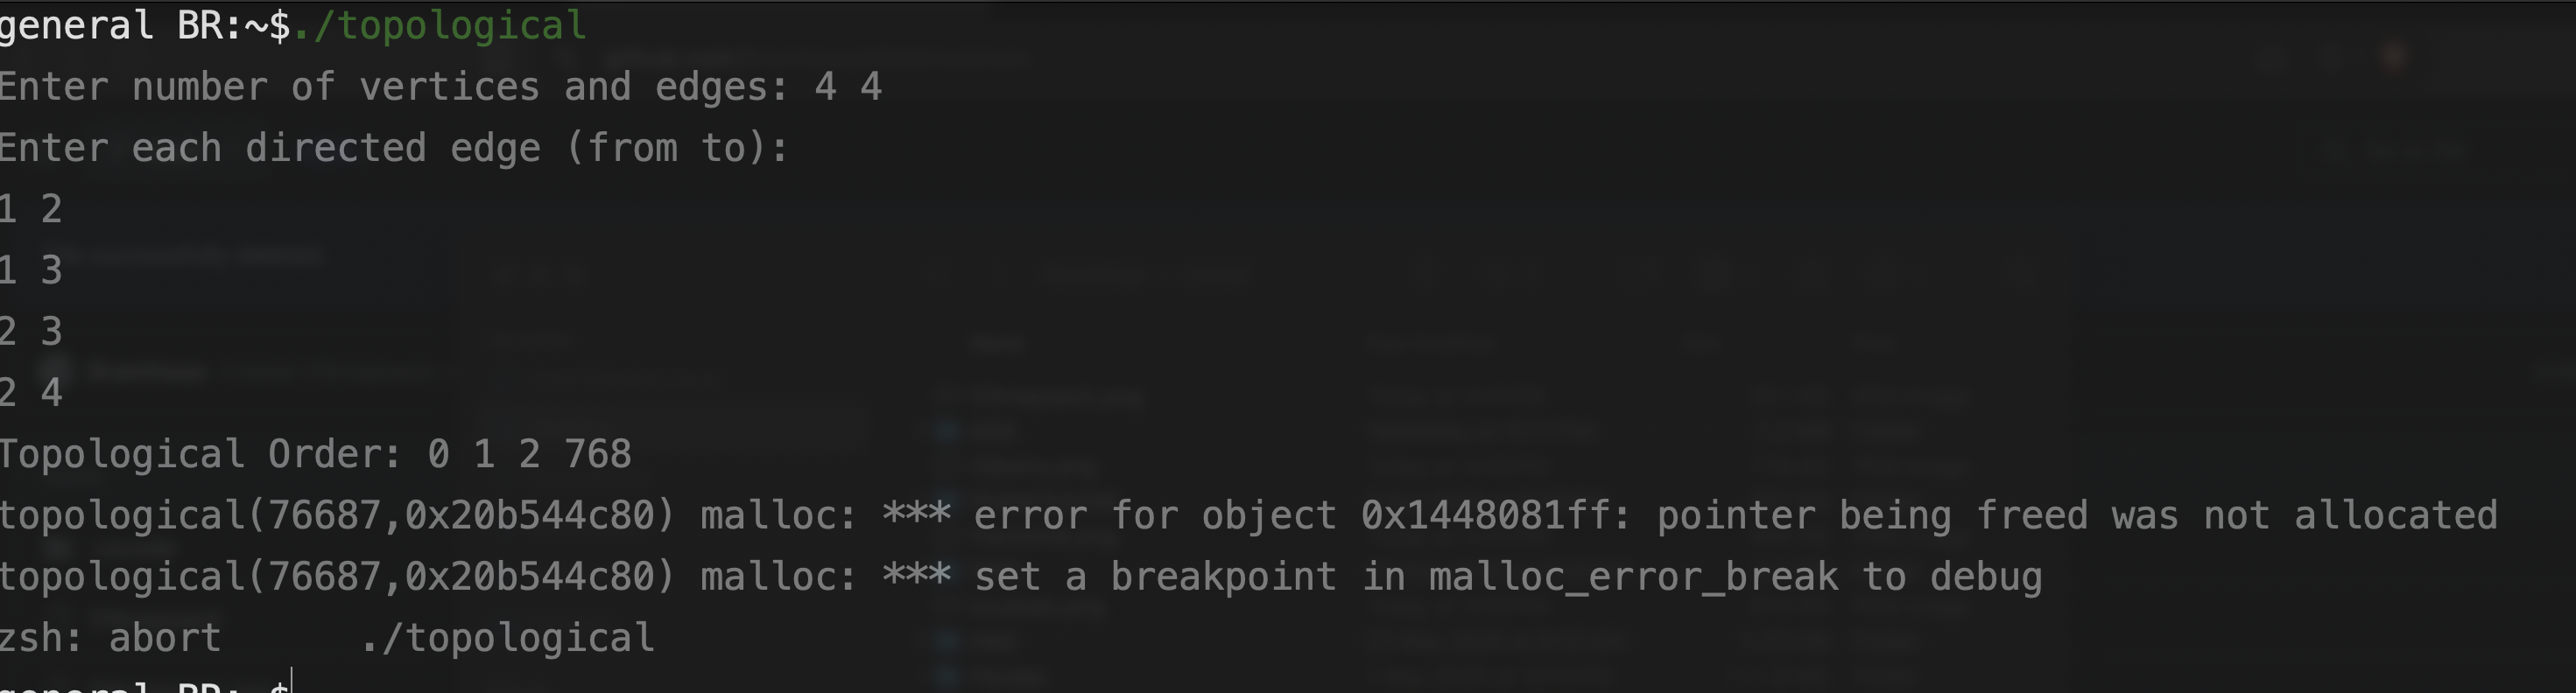 general BR:~$./topological
Enter number of vertices and edges: 4 4
Enter each directed edge (from to):
1 2
1 3
2 3
2 4
Topological Order: 0 1 2 768
topological(76687,0x20b544c80) malloc: *** error for object 0x1448081ff: pointer being freed was not allocated
topological(76687,0x20b544c80) malloc: *** set a breakpoint in malloc_error_break to debug
zsh: abort      ./topological
general BR:~$